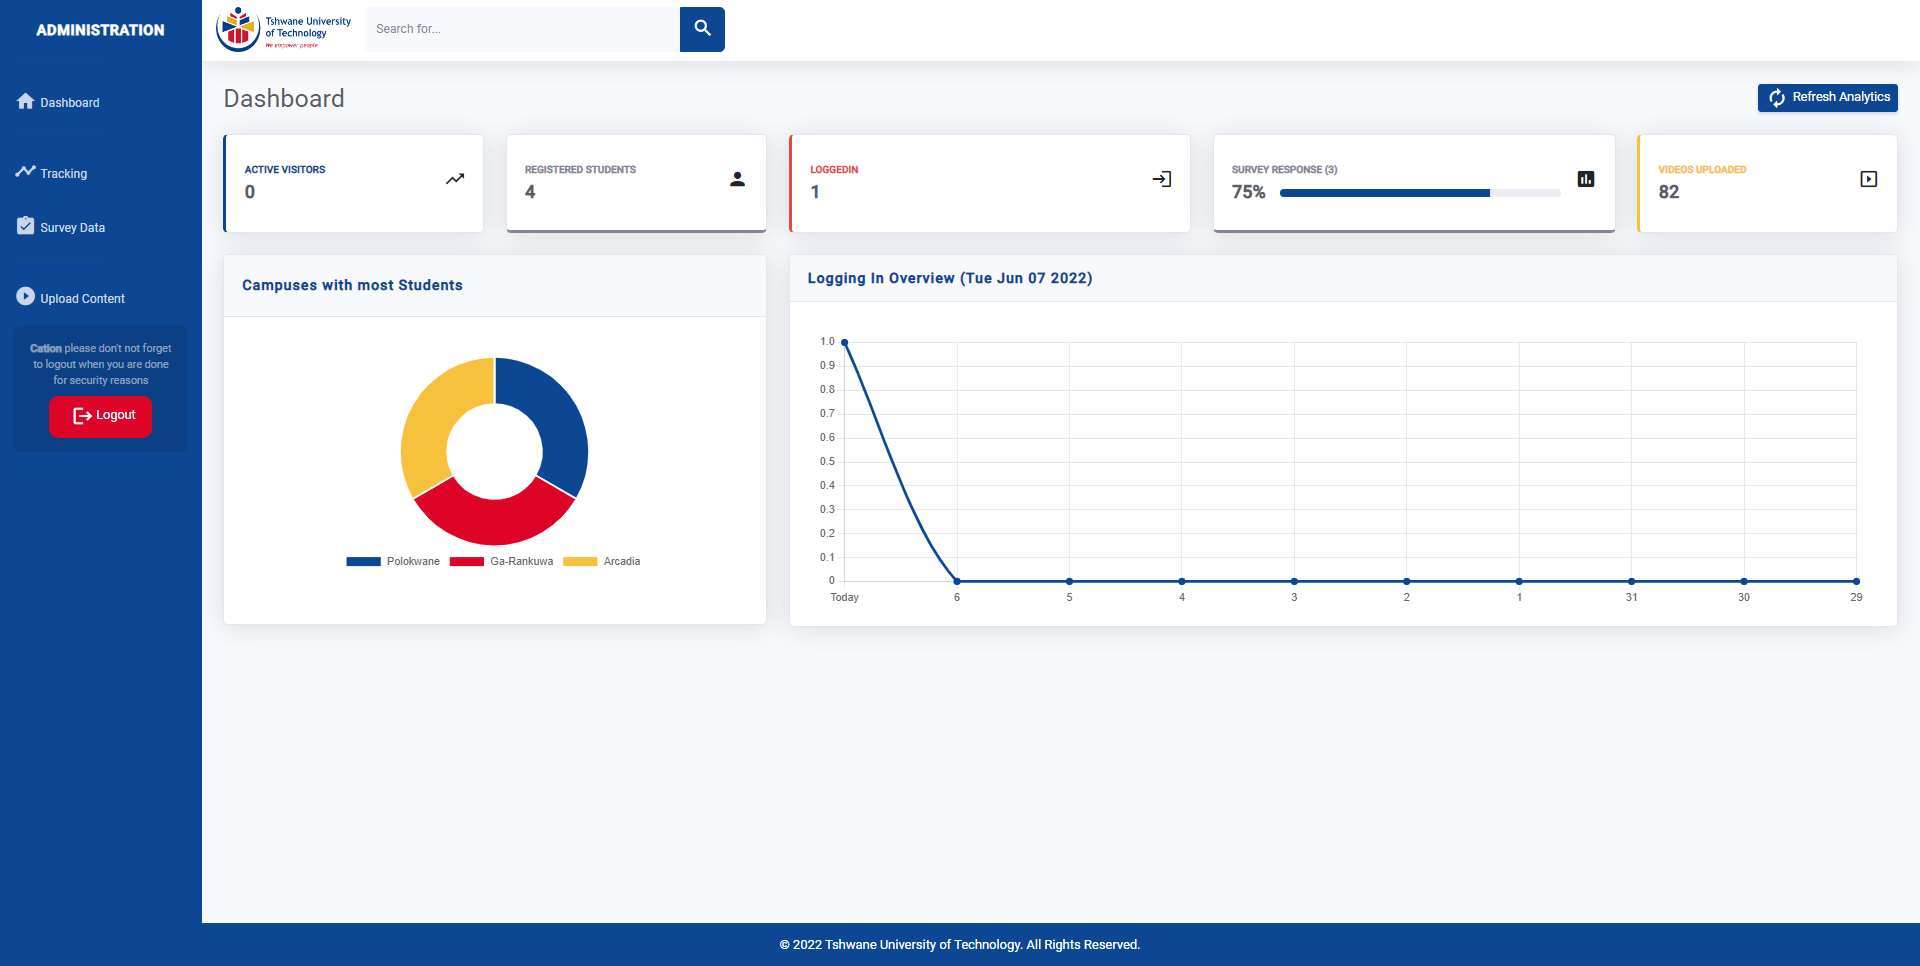 ADMINISTRATION
Dashboard
Tracking
Survey Data
Upload Content
Cation please don't not forget
to logout when you are done
for security reasons
Logout
Tshwane University
of Technology
We empower people
Search for...
Dashboard
Refresh Analytics
ACTIVE VISITORS
0
REGISTERED STUDENTS
4
LOGGEDIN
1
SURVEY RESPONSE (3)
75%
VIDEOS UPLOADED
82
Campuses with most Students
Polokwane Ga-Rankuwa Arcadia
Logging In Overview (Tue Jun 07 2022)
1.0
0.9
0.8
0.7
0.6
0.5
0.4
0.3
0.2
0.1
0
Today 6 5 4 3 2 1 31 30 29
© 2022 Tshwane University of Technology. All Rights Reserved.